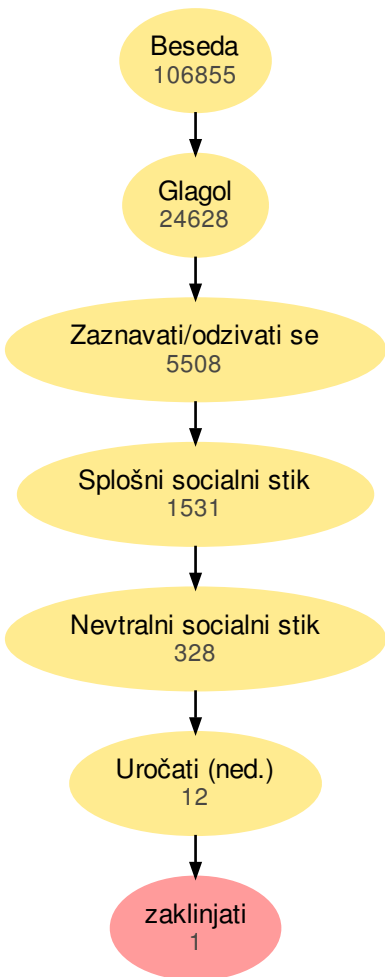 Beseda
106855
Glagol
24628
Zaznavati/odzivati se
5508
Splošni socialni stik
1531
Nevtralni socialni stik
328
Uročati (ned.)
12
zaklinjati
1